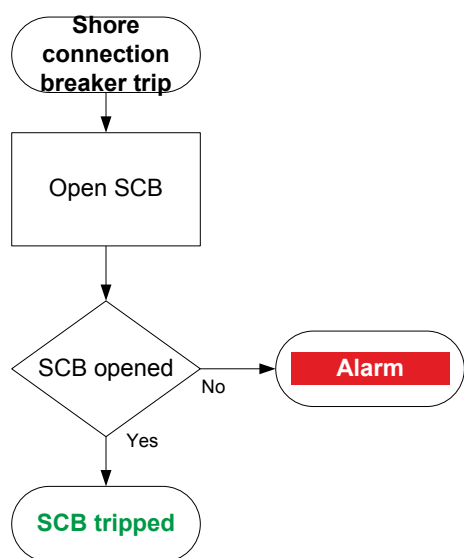 Shore
connection
breaker trip
Open SCB
SCB opened
No
Alarm
Yes
SCB tripped